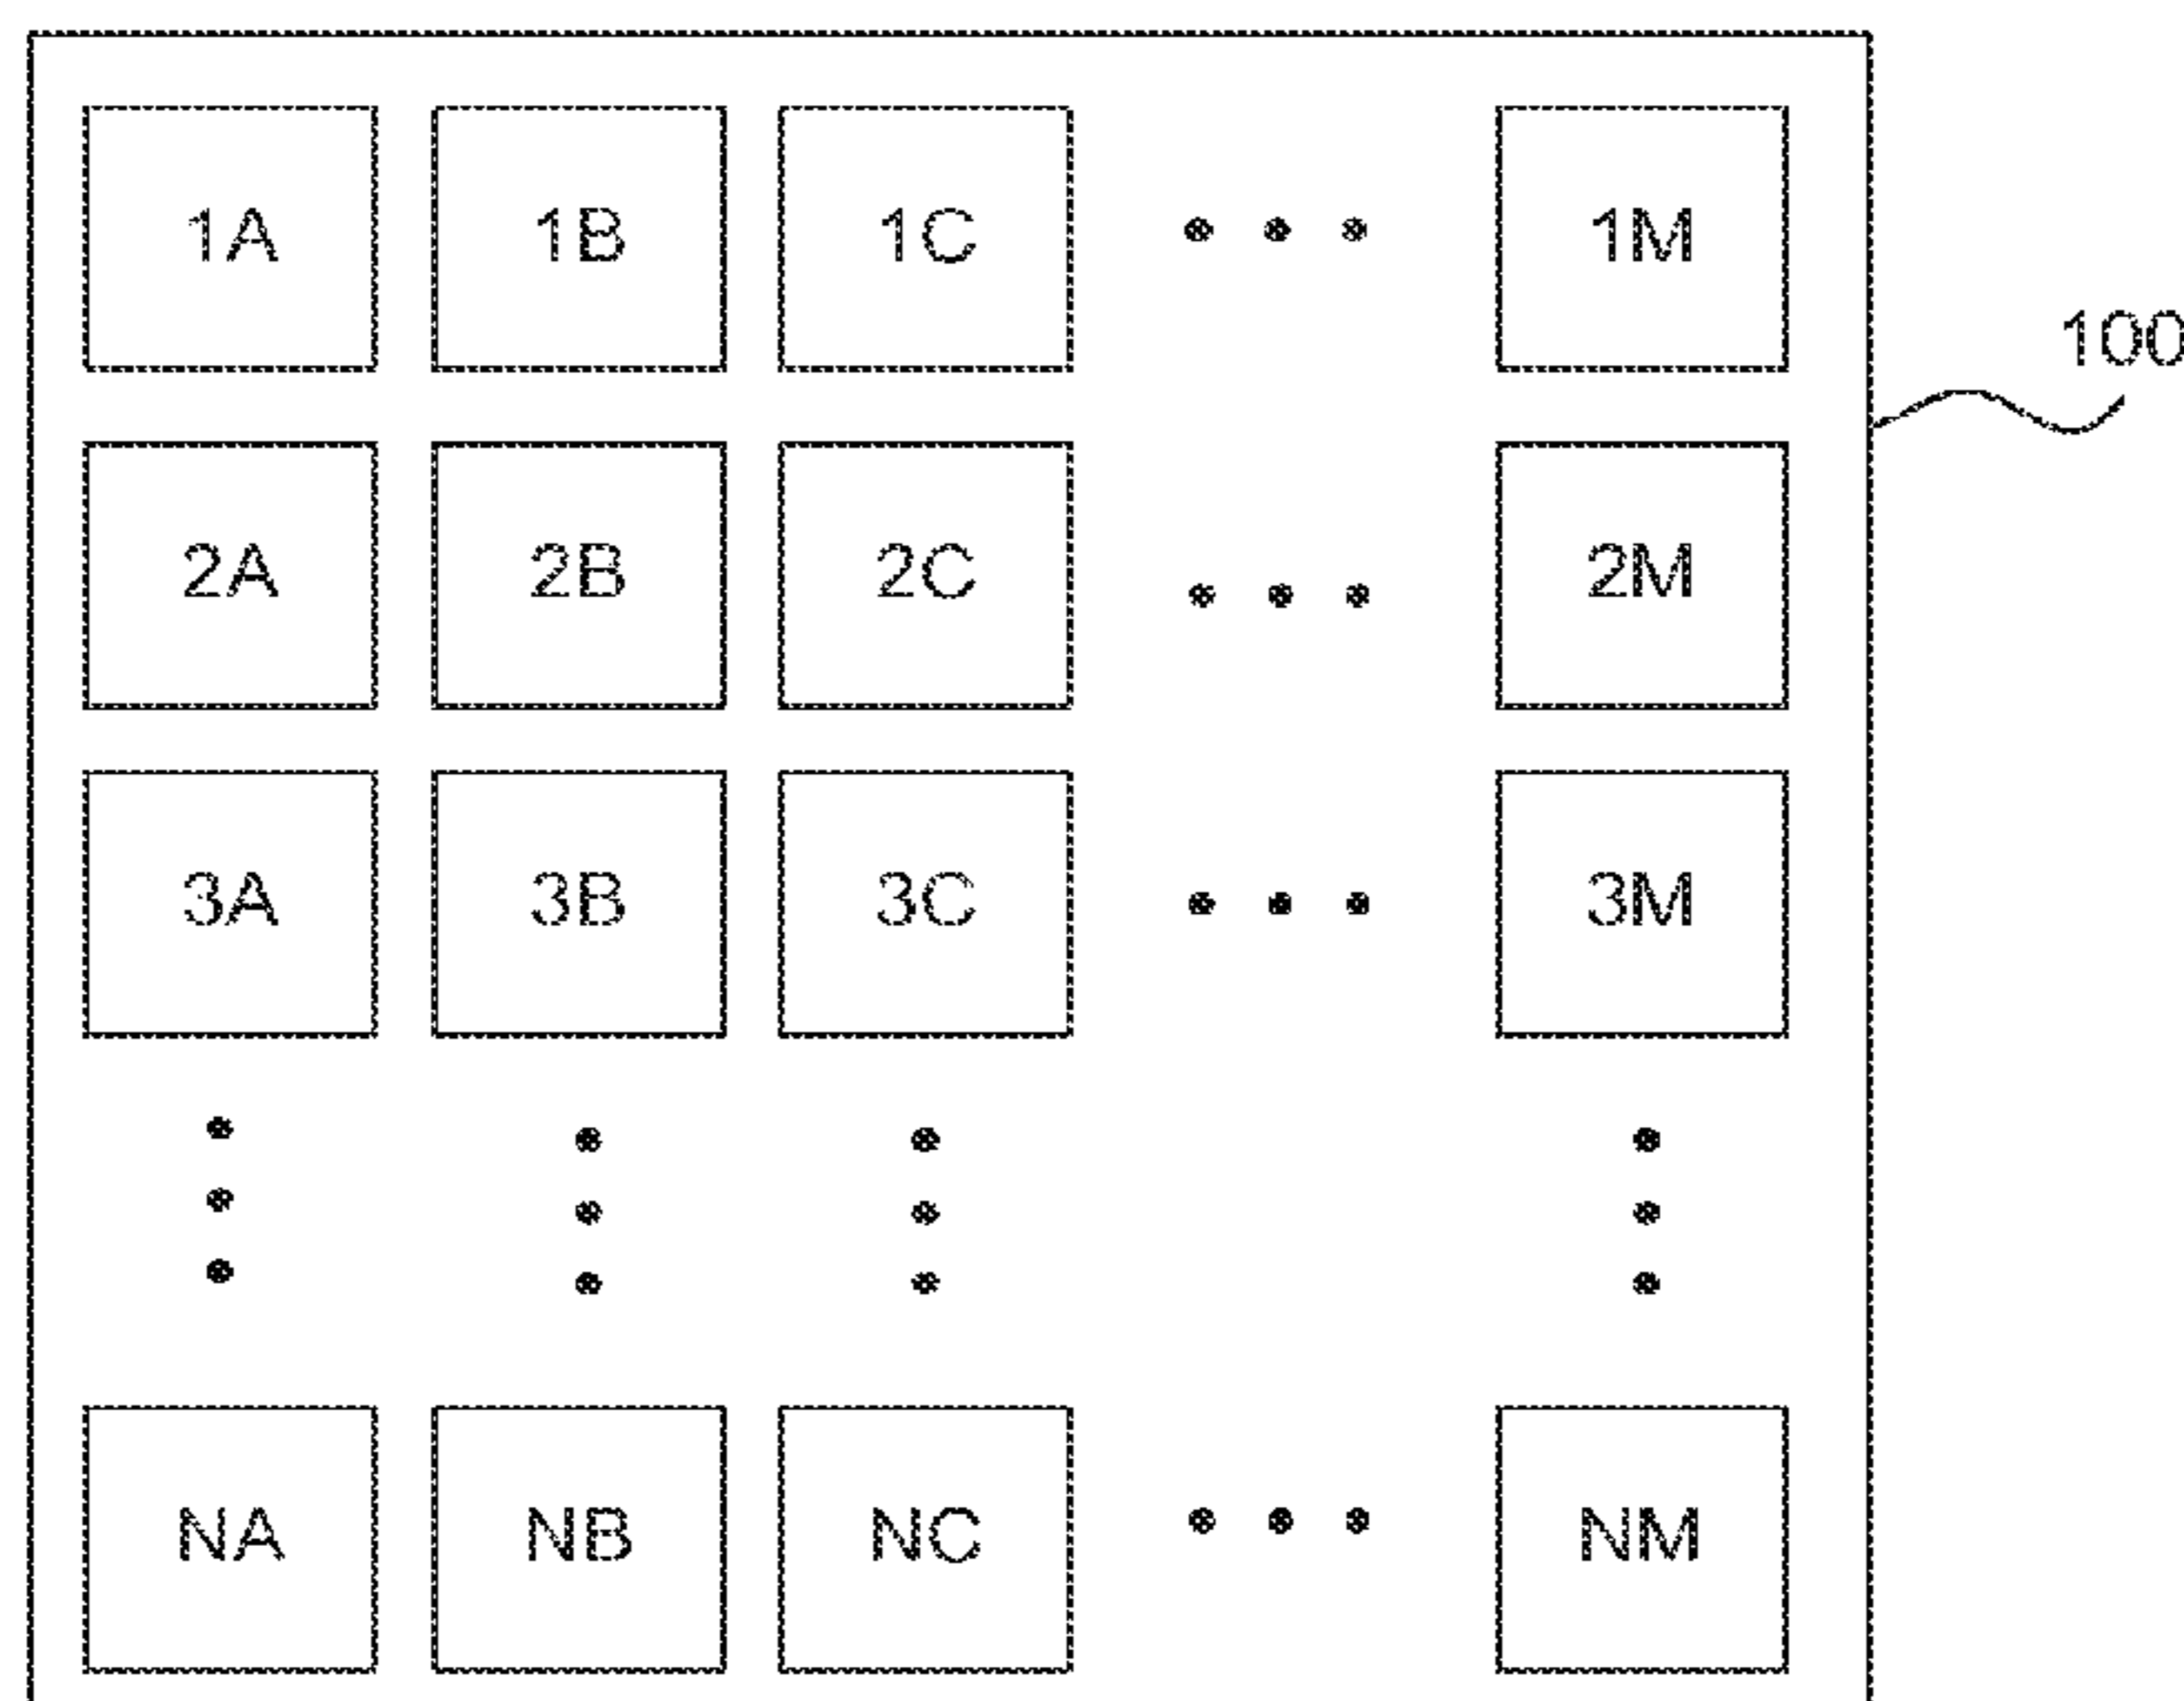 1A 1B 1C • • • 1M
100
2A 2B 2C • • • 2M
3A 3B 3C • • • 3M
NA NB NC • • • NM